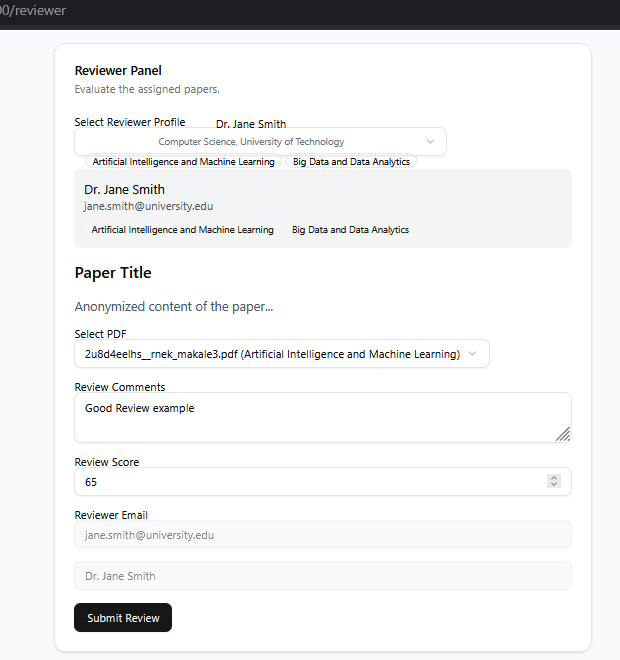 00/reviewer
Reviewer Panel
Evaluate the assigned papers.
Select Reviewer Profile
Dr. Jane Smith
Computer Science, University of Technology
Artificial Intelligence and Machine Learning Big Data and Data Analytics
Dr. Jane Smith
jane.smith@university.edu
Artificial Intelligence and Machine Learning Big Data and Data Analytics
Paper Title
Anonymized content of the paper...
Select PDF
2u8d4eelhs__rnek_makale3.pdf (Artificial Intelligence and Machine Learning)
Review Comments
Good Review example
Review Score
65
Reviewer Email
jane.smith@university.edu
Dr. Jane Smith
Submit Review